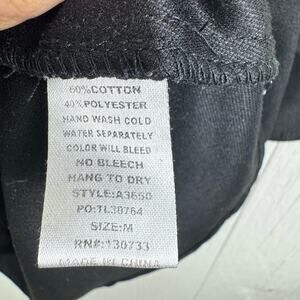 60%COTTON
40%POLYESTER
HAND WASH COLD
WATER SEPARATELY
COLOR WILL BLEED
NO BLEECH
HANG TO DRY
STYLE:A3650
PO:TL30764
SIZE:M
RN#:130733
MADE IN CHINA